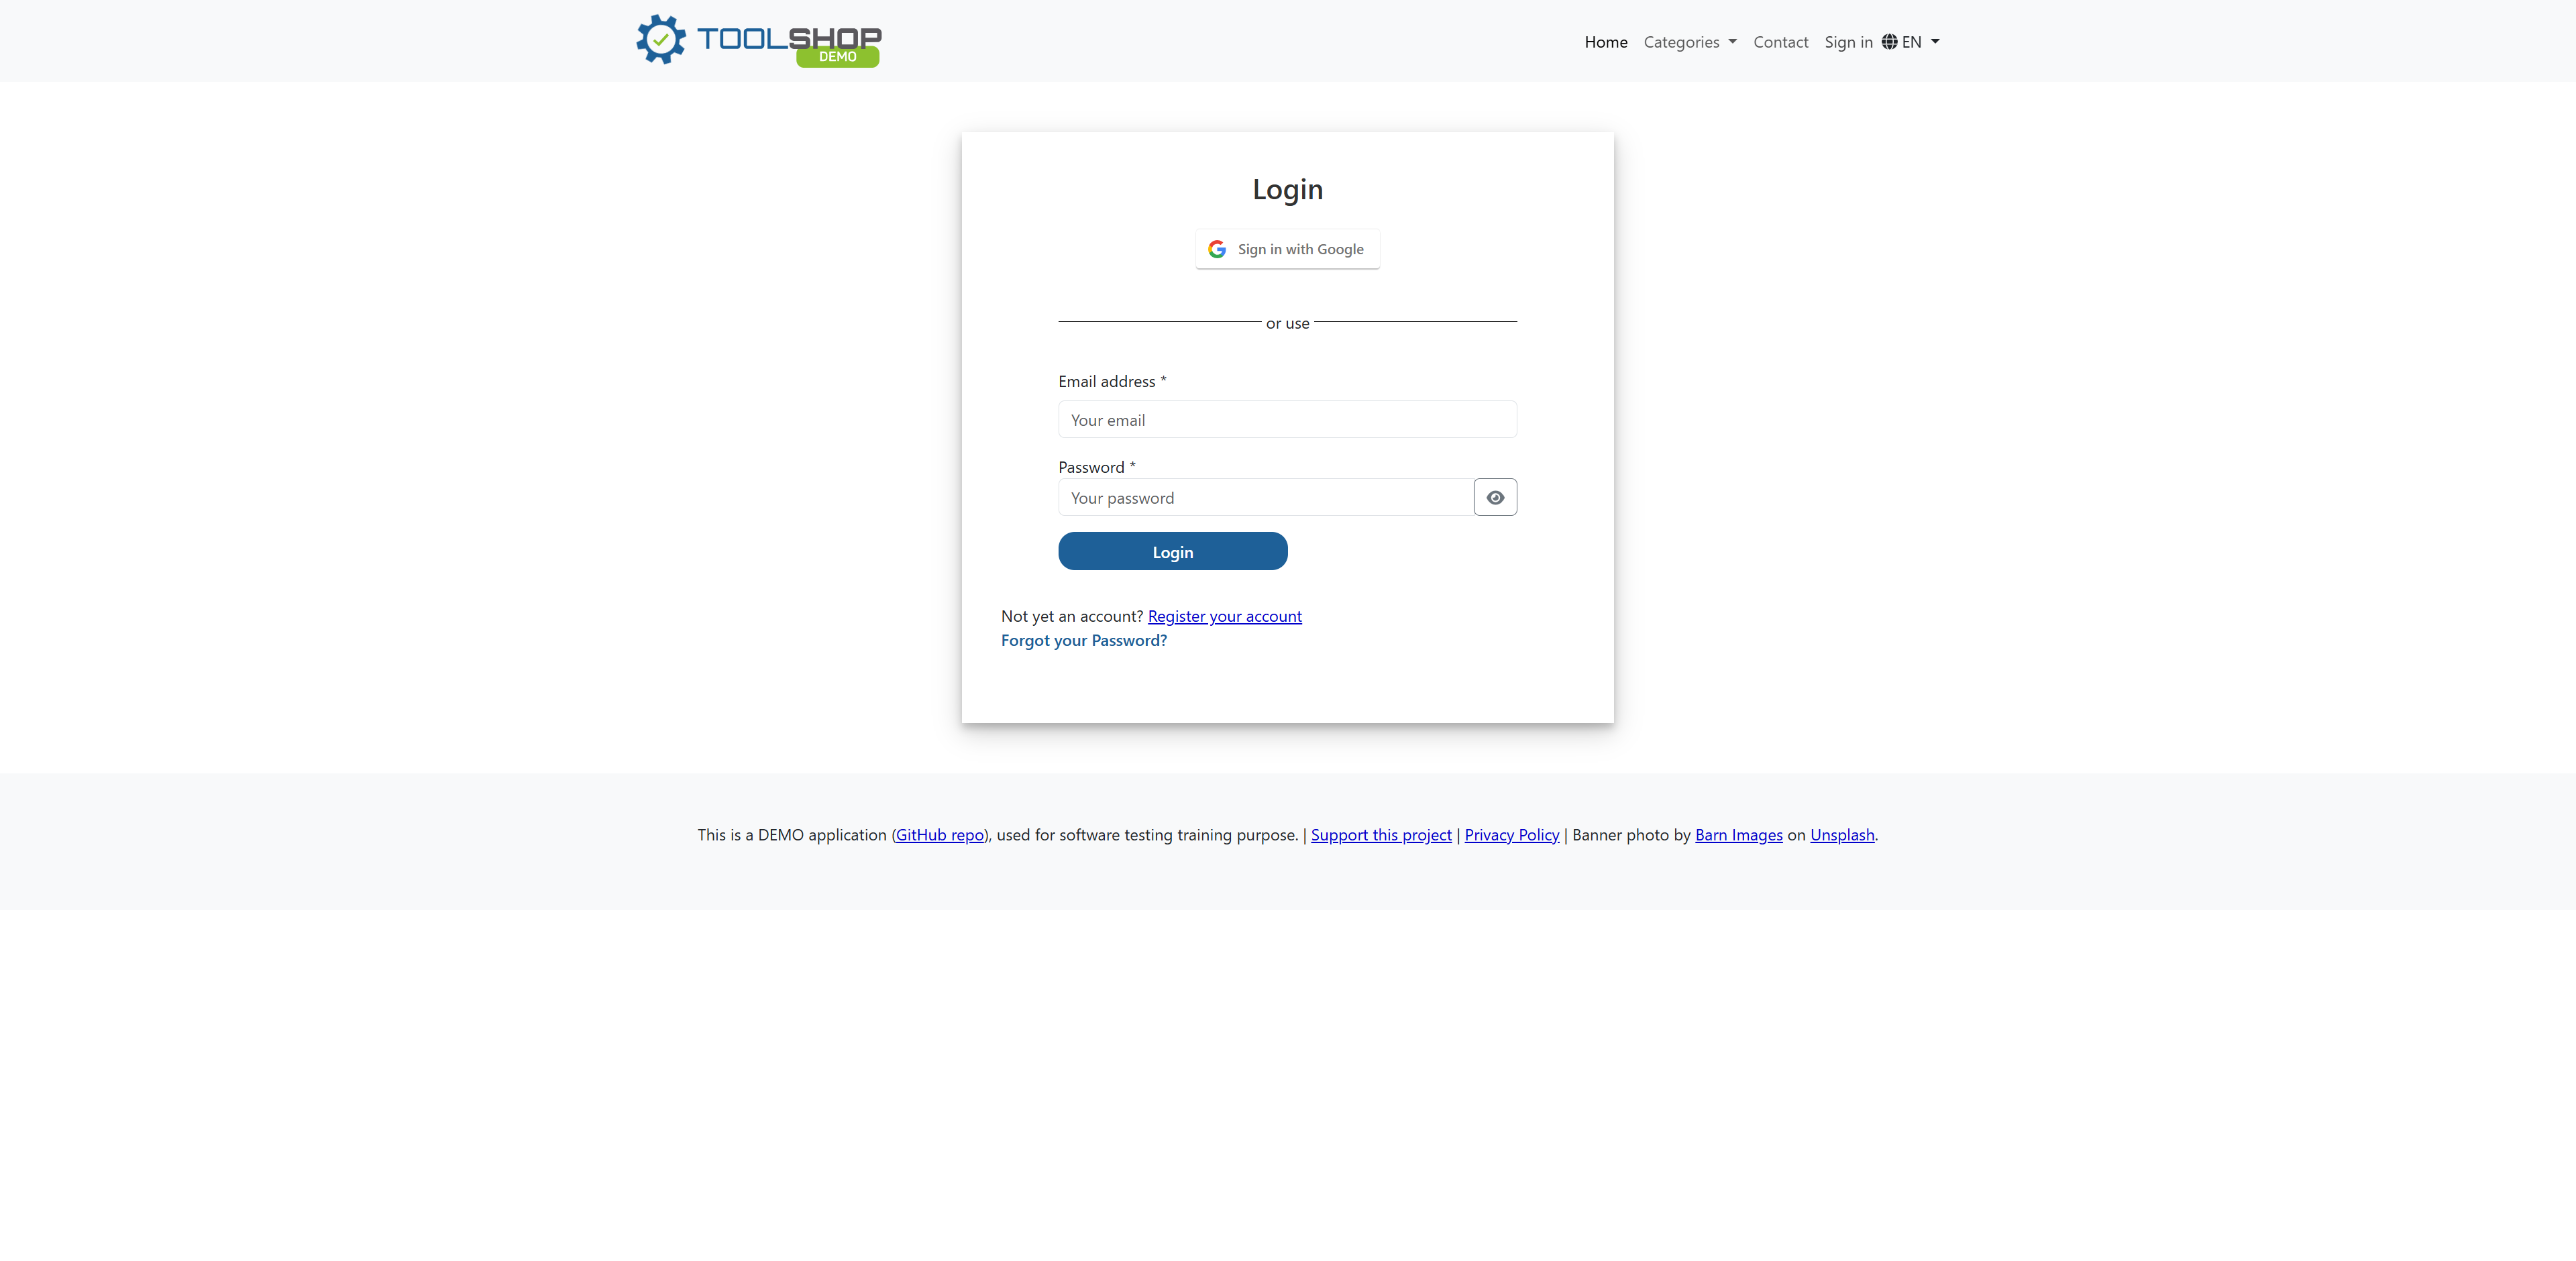 TOOLSHOP
DEMO
Home Categories Contact Sign in EN
Login
Sign in with Google
or use
Email address *
Your email
Password *
Your password
Login
Not yet an account? Register your account
Forgot your Password?
This is a DEMO application (GitHub repo), used for software testing training purpose. | Support this project | Privacy Policy | Banner photo by Barn Images on Unsplash.